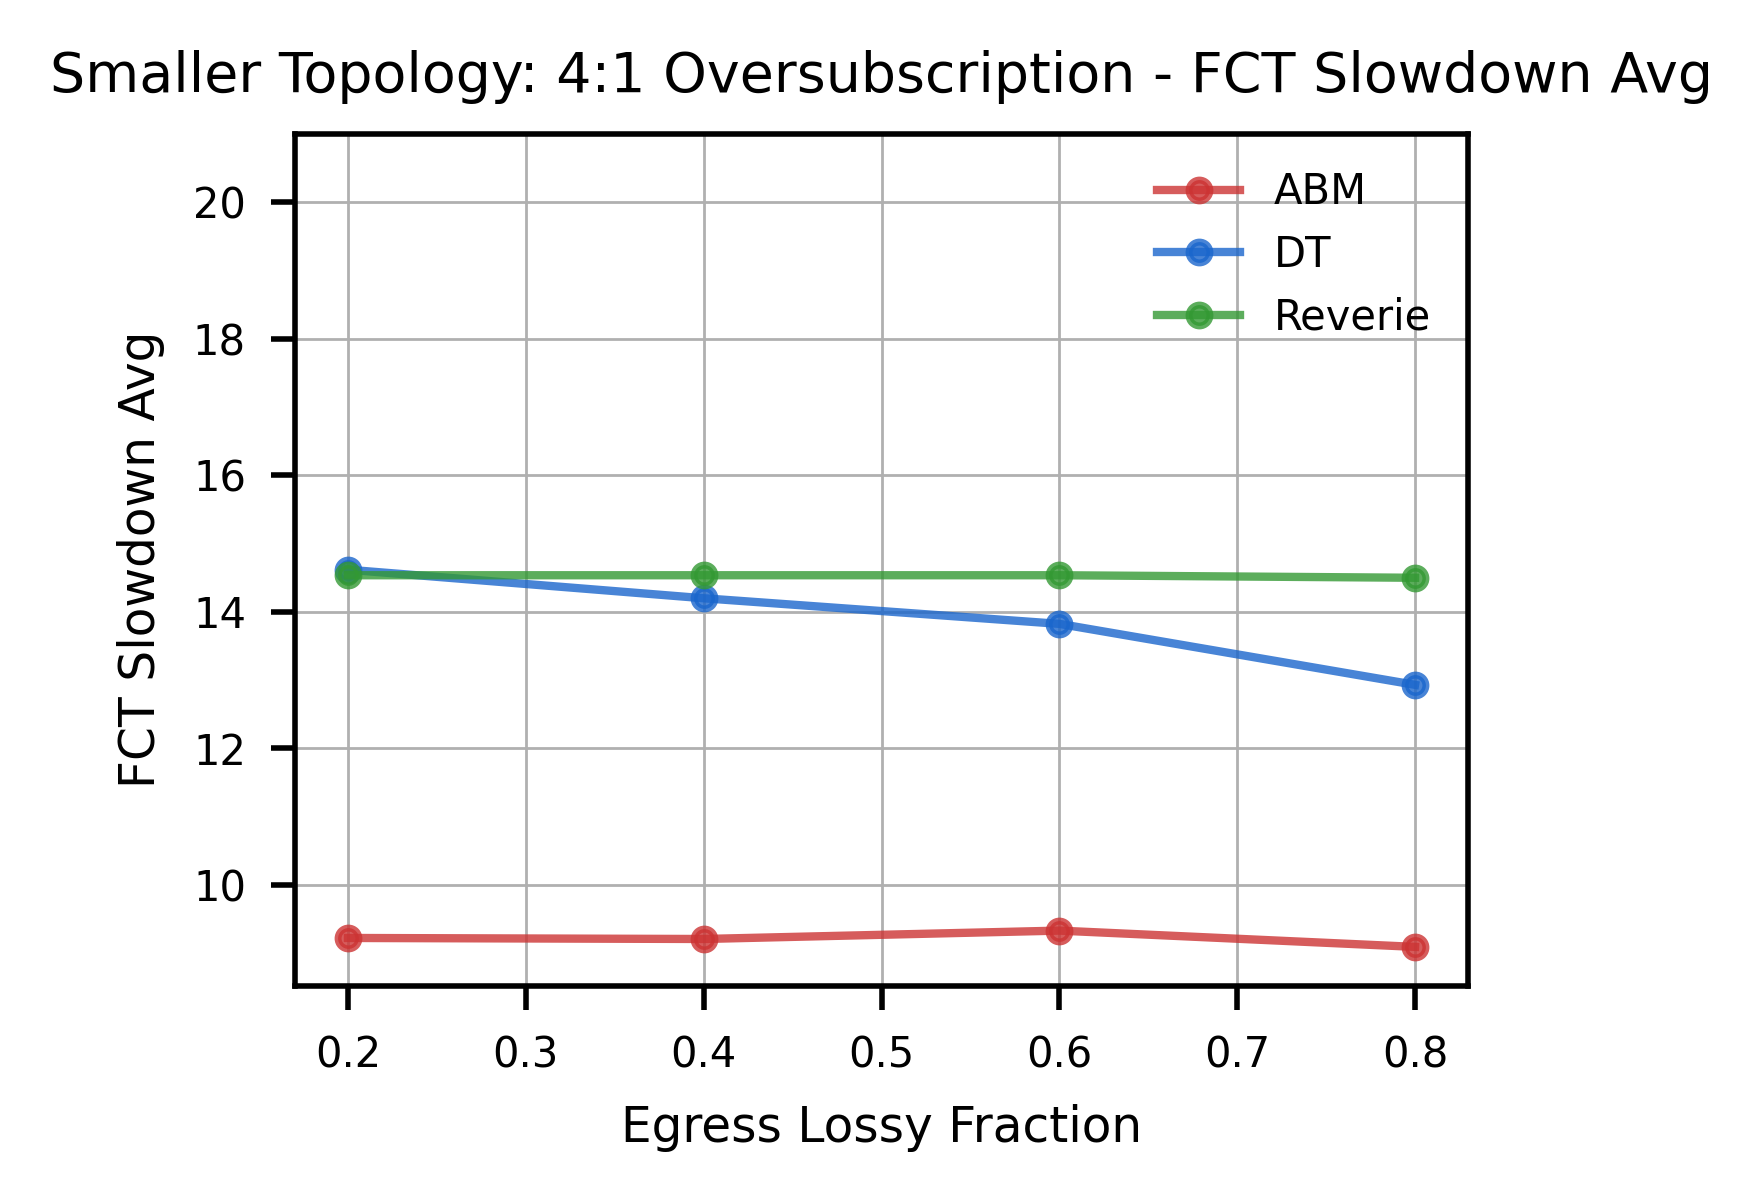 Smaller Topology: 4:1 Oversubscription - FCT Slowdown Avg
ABM
DT
Reverie
FCT Slowdown Avg
20
18
16
14
12
10
0.2 0.3 0.4 0.5 0.6 0.7 0.8
Egress Lossy Fraction